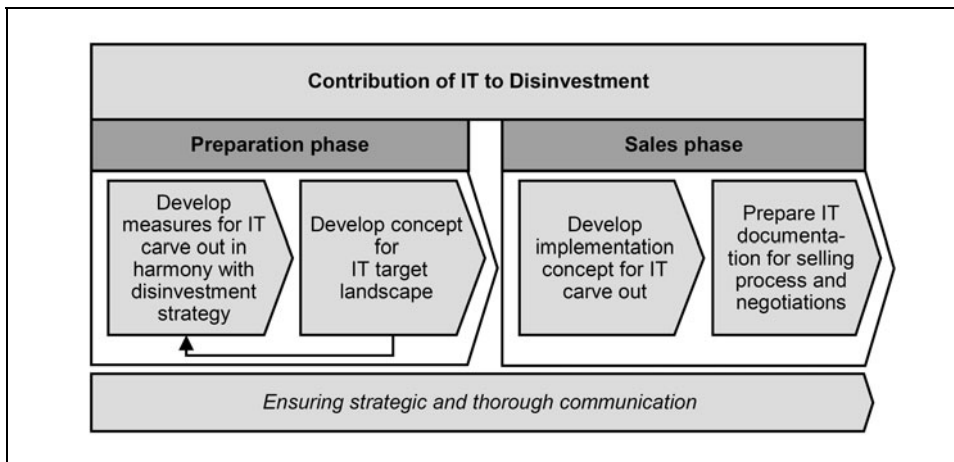 Contribution of IT to Disinvestment
Preparation phase
Sales phase
Develop
measures for IT
carve out in
harmony with
disinvestment
strategy
Develop concept
for
IT target
landscape
Develop
implementation
concept for IT
carve out
Prepare IT
documenta-
tion for selling
process and
negotiations
Ensuring strategic and thorough communication